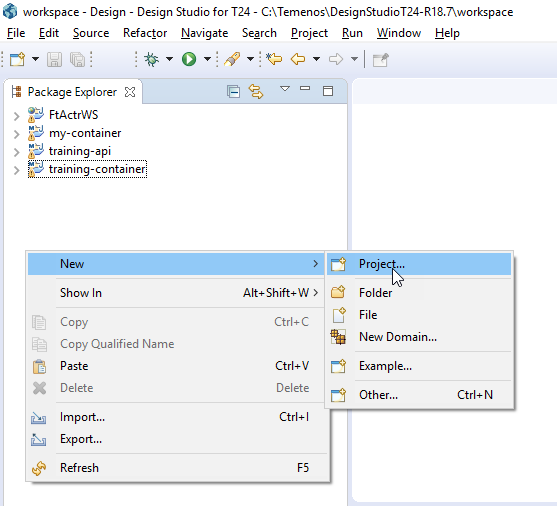 workspace - Design - Design Studio for T24 - C:\Temenos\DesignStudioT24-R18.7\workspace
File Edit Source Refactor Navigate Search Project Run Window Help
Package Explorer
FtActrWS
my-container
training-api
training-container
New
Project...
Show In Alt+Shift+W
Folder
Copy Ctrl+C
File
Copy Qualified Name
New Domain...
Paste Ctrl+V
Example...
Delete Delete
Other... Ctrl+N
Import... Ctrl+I
Export...
Refresh F5